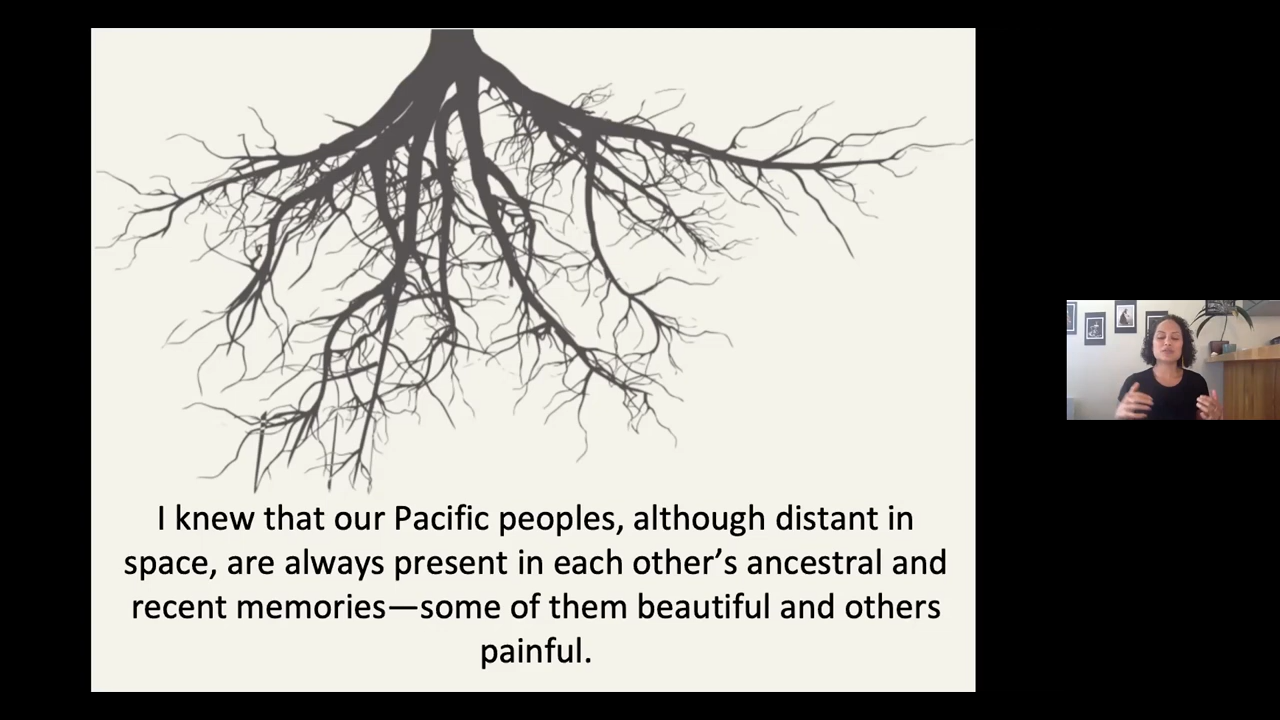 I knew that our Pacific peoples, although distant in
space, are always present in each other’s ancestral and
recent memories—some of them beautiful and others
painful.